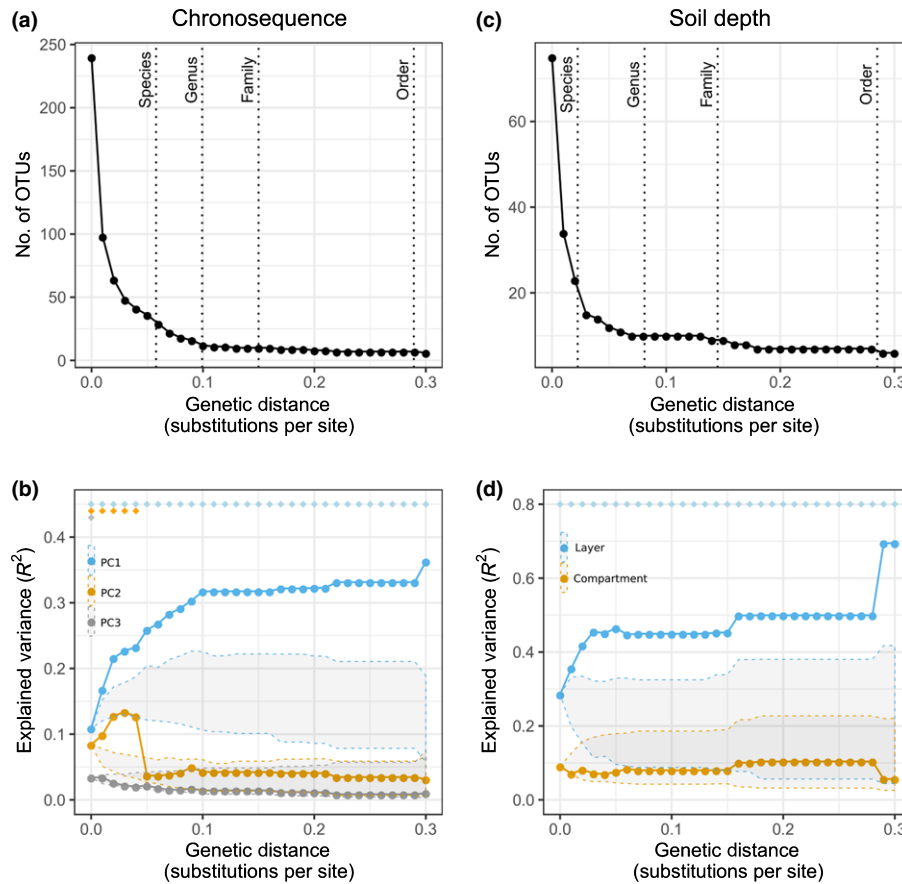 (a)
Chronosequence
250
200
150
100
50
0
No. of OTUs
Species
Genus
Family
Order
0.0
0.1
0.2
0.3
Genetic distance
(substitutions per site)
(c)
Soil depth
60
40
20
No. of OTUs
Species
Genus
Family
Order
0.0
0.1
0.2
0.3
Genetic distance
(substitutions per site)
(b)
0.4
0.3
0.2
0.1
0.0
Explained variance (R²)
PC1
PC2
PC3
0.0
0.1
0.2
0.3
Genetic distance
(substitutions per site)
(d)
0.8
0.6
0.4
0.2
0.0
Explained variance (R²)
Layer
Compartment
0.0
0.1
0.2
0.3
Genetic distance
(substitutions per site)